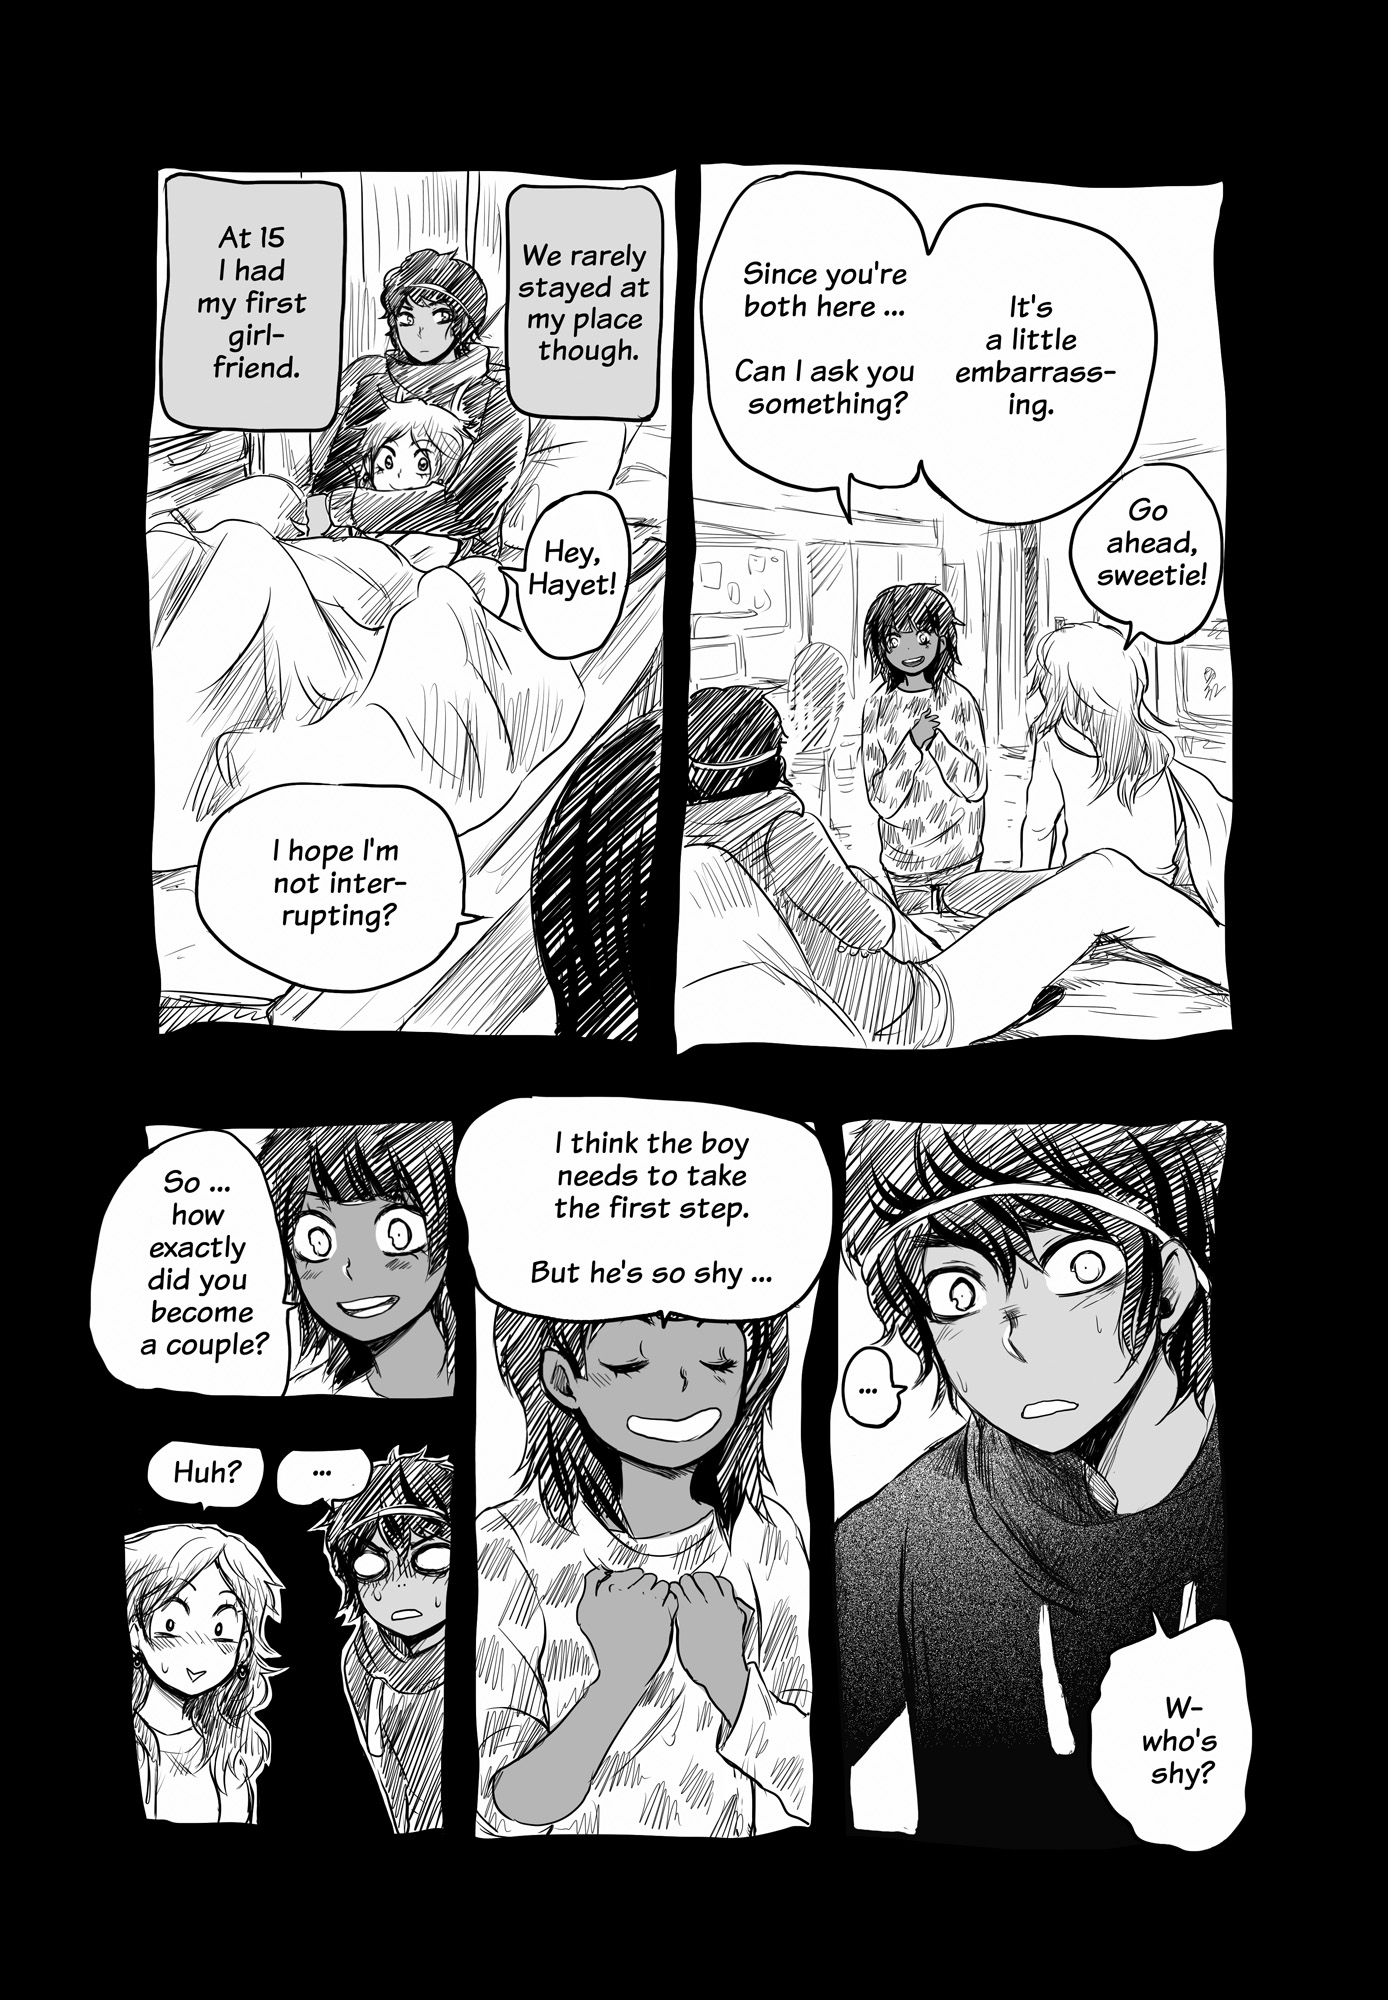 At 15
I had
my first
girl-
friend.
We rarely
stayed at
my place
though.
Hey,
Hayet!
I hope I'm
not inter-
rupting?
Since you're
both here ...
Can I ask you
something?
It's
a little
embarrass-
ing.
Go
ahead,
sweetie!
So ...
how
exactly
did you
become
a couple?
Huh?
...
I think the boy
needs to take
the first step.
But he's so shy ...
...
W-
who's
shy?